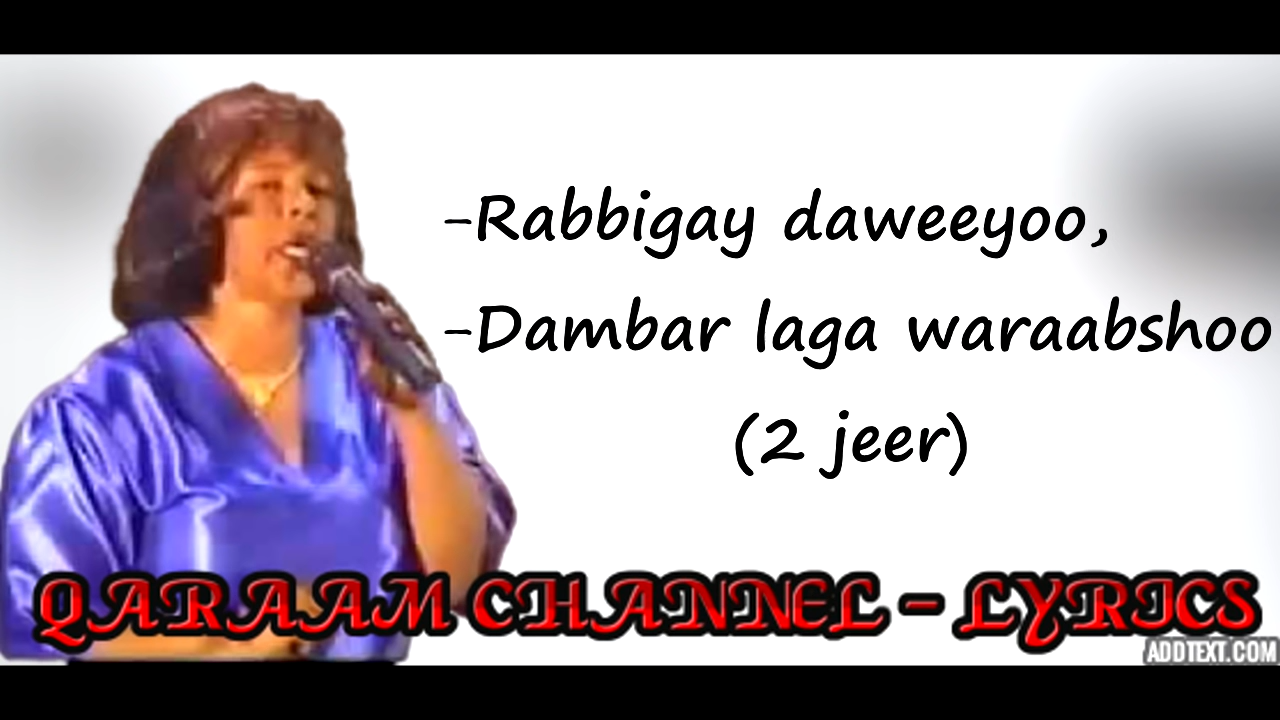 -Rabbigay daweeyoo,
-Dambar laga waraabshoo
(2 jeer)
QARAAM CHANNEL - LYRICS
ADDTEXT.COM